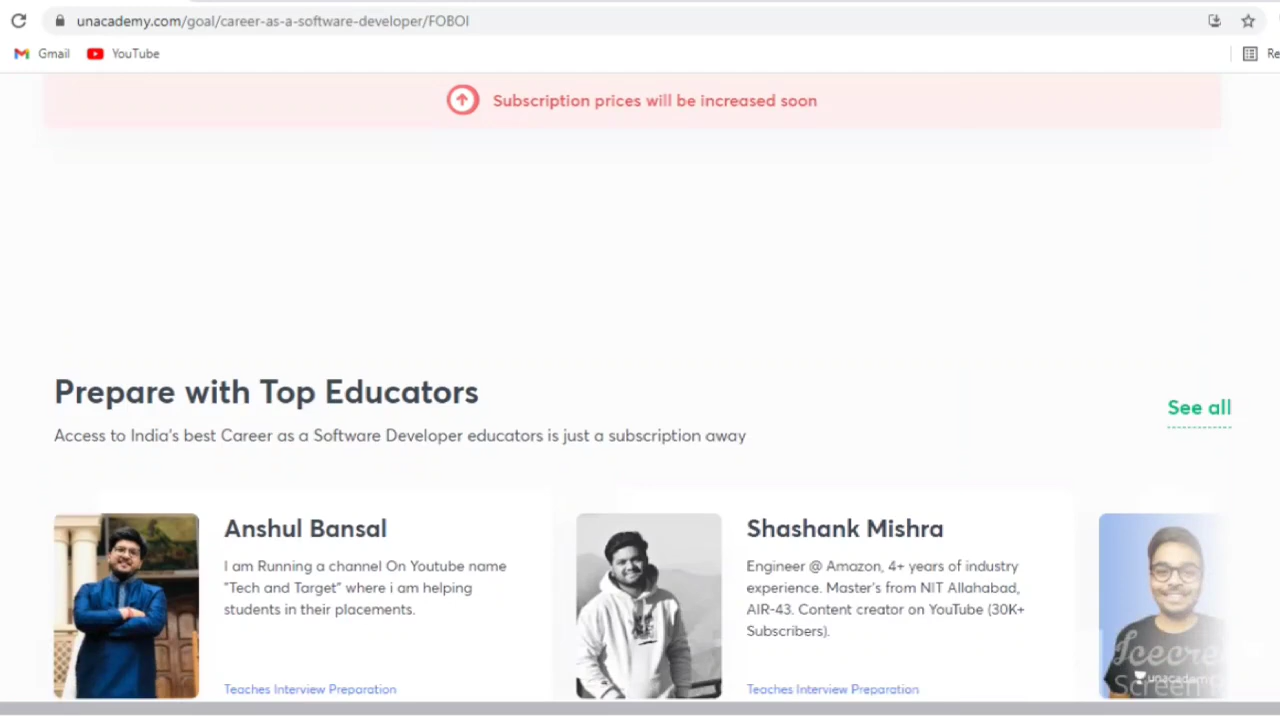 unacademy.com/goal/career-as-a-software-developer/FOBOI
Gmail
YouTube
Re
Subscription prices will be increased soon
Prepare with Top Educators
See all
Access to India's best Career as a Software Developer educators is just a subscription away
Anshul Bansal
I am Running a channel On Youtube name
"Tech and Target" where i am helping
students in their placements.
Teaches Interview Preparation
Shashank Mishra
Engineer @ Amazon, 4+ years of industry
experience. Master's from NIT Allahabad,
AIR-43. Content creator on YouTube (30K+
Subscribers).
Teaches Interview Preparation
Icecre
unacademy
Screen